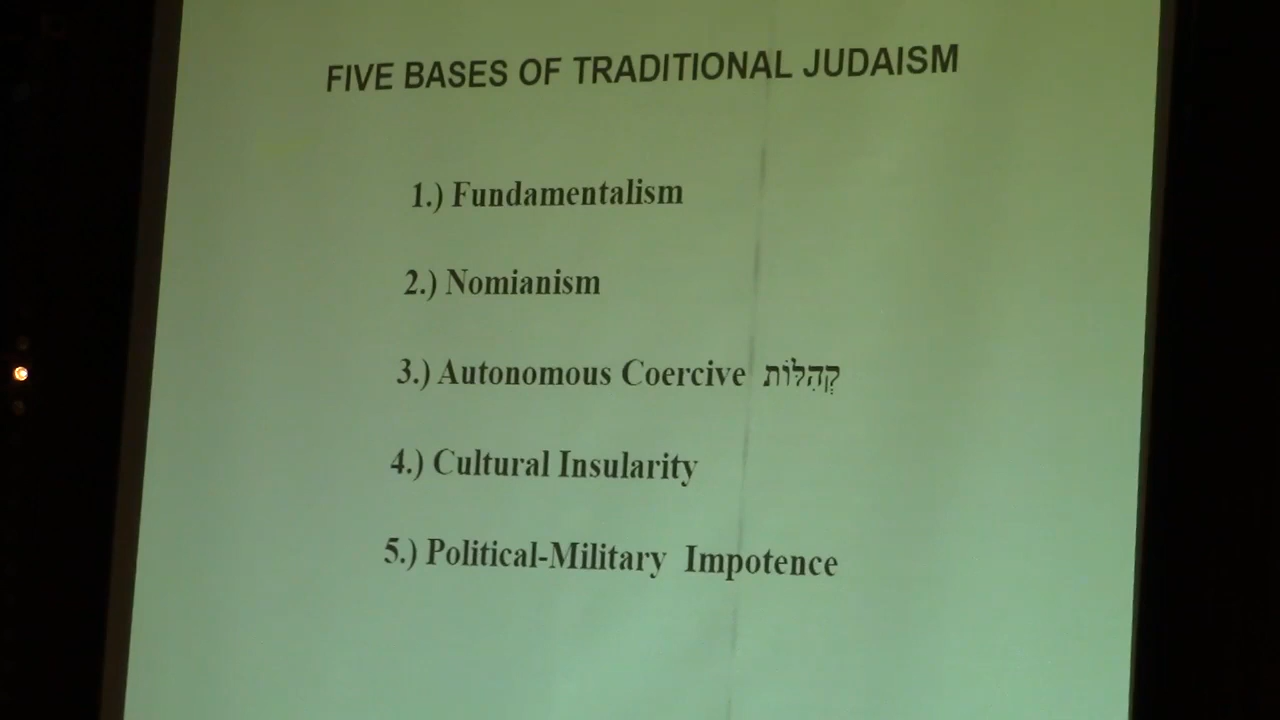 FIVE BASES OF TRADITIONAL JUDAISM
1.) Fundamentalism
2.) Nomianism
3.) Autonomous Coercive קְהִלּוֹת
4.) Cultural Insularity
5.) Political-Military Impotence